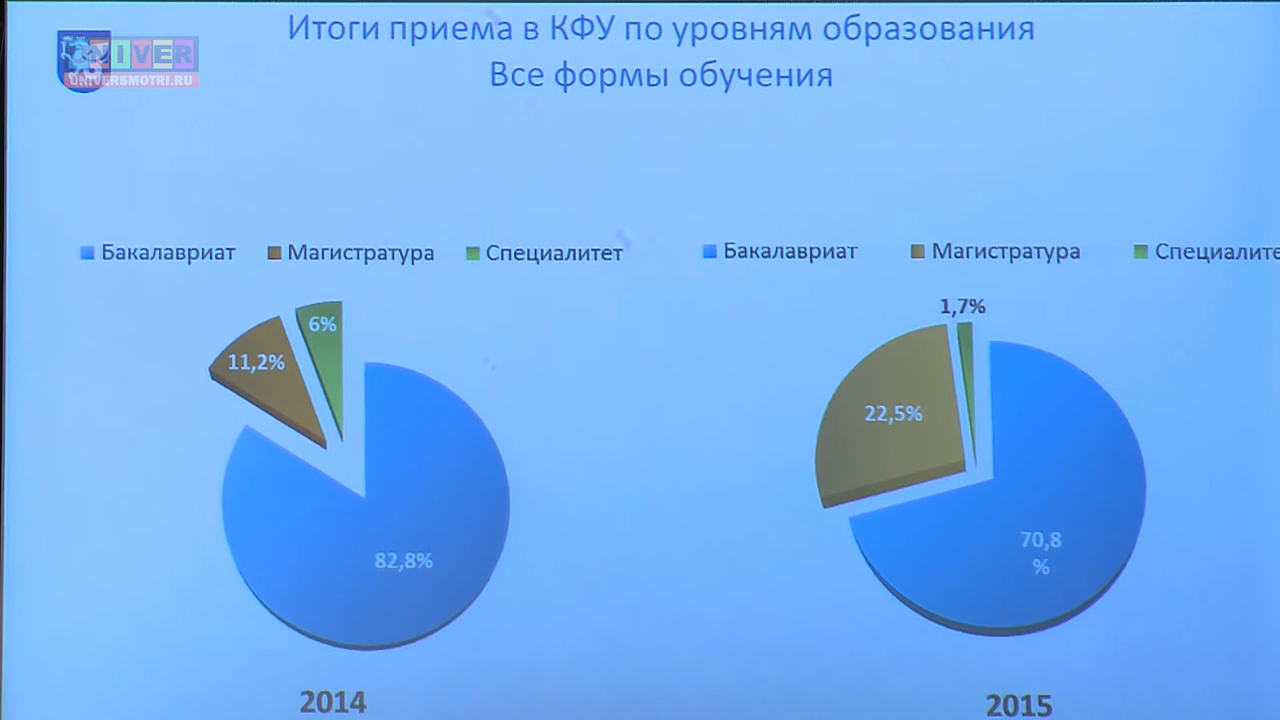 Итоги приема в КФУ по уровням образования
Все формы обучения
UNIVER
UNIVERSMOTRI.RU
Бакалавриат
Магистратура
Специалитет
Бакалавриат
Магистратура
Специалите
6%
11,2%
82,8%
1,7%
22,5%
70,8
%
2014
2015